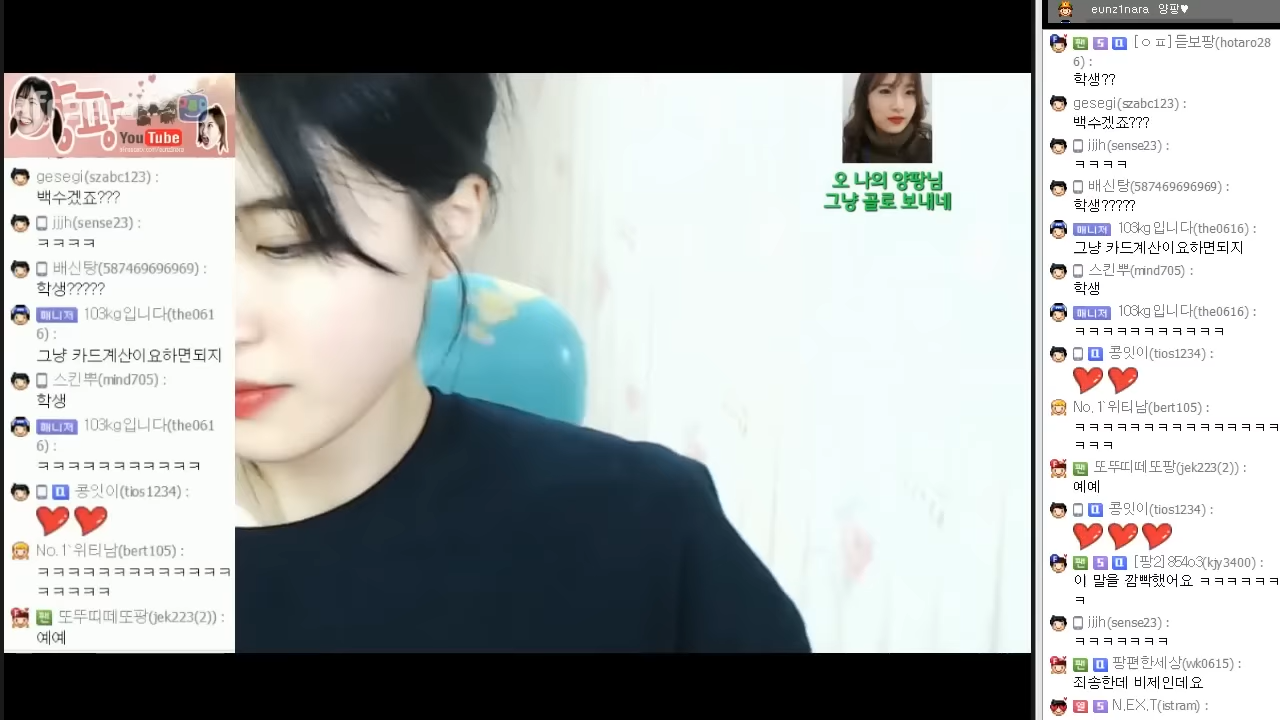 팡
You Tube
gesegi(szabc123) :
백수겠죠???
jjjh(sense23) :
ㅋㅋㅋㅋ
배신탕(587469696969) :
학생?????
매니저 103kg입니다(the061
6) :
그냥 카드계산이요하면되지
스킨뿌(mind705) :
학생
매니저 103kg입니다(the061
6) :
ㅋㅋㅋㅋㅋㅋㅋㅋㅋㅋㅋ
콩잇이(tios1234) :
No.1`위티남(bert105) :
ㅋㅋㅋㅋㅋㅋㅋㅋㅋㅋㅋㅋㅋ
ㅋㅋㅋㅋㅋ
팬 또뚜띠떼또팡(jek223(2)) :
예예
오 나의 양팡님
그냥 골로 보내네
eunz1nara 양팡♥
팬 S [ㅇㅍ]듣보팡(hotaro28
6) :
학생??
gesegi(szabc123) :
백수겠죠???
jjjh(sense23) :
ㅋㅋㅋㅋ
배신탕(587469696969) :
학생?????
매니저 103kg입니다(the0616) :
그냥 카드계산이요하면되지
스킨뿌(mind705) :
학생
매니저 103kg입니다(the0616) :
ㅋㅋㅋㅋㅋㅋㅋㅋㅋㅋㅋ
콩잇이(tios1234) :
No.1`위티남(bert105) :
ㅋㅋㅋㅋㅋㅋㅋㅋㅋㅋㅋㅋㅋㅋㅋ
ㅋㅋㅋ
팬 또뚜띠떼또팡(jek223(2)) :
예예
콩잇이(tios1234) :
팬 S [팡2]854o3(kjy3400) :
이 말을 깜빡했어요 ㅋㅋㅋㅋㅋㅋ
ㅋ
jjjh(sense23) :
ㅋㅋㅋㅋㅋㅋㅋ
팬 팡편한세상(wk0615) :
죄송한데 비제인데요
열 S N.EX.T(istram) :